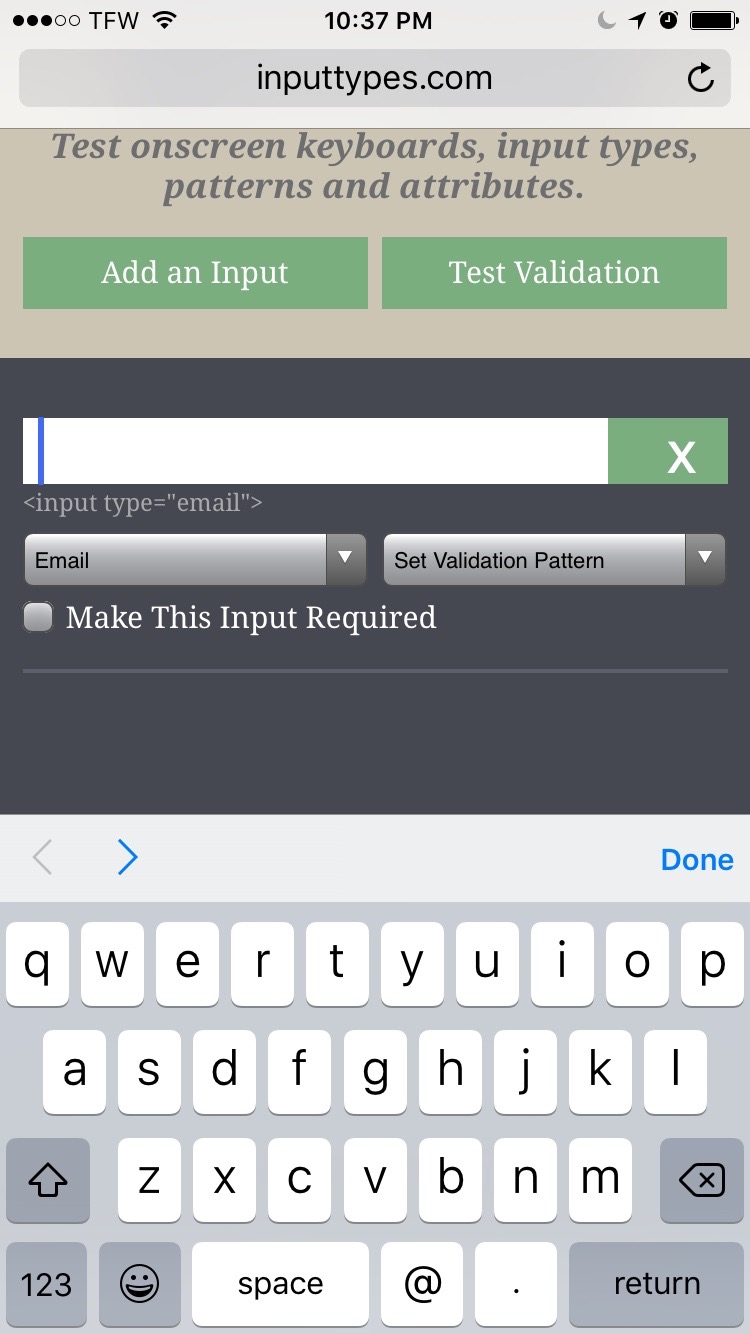 TFW 10:37 PM
inputtypes.com
Test onscreen keyboards, input types,
patterns and attributes.
Add an Input Test Validation
X
<input type="email">
Email Set Validation Pattern
Make This Input Required
Done
q w e r t y u i o p
a s d f g h j k l
z x c v b n m
123 space @ . return